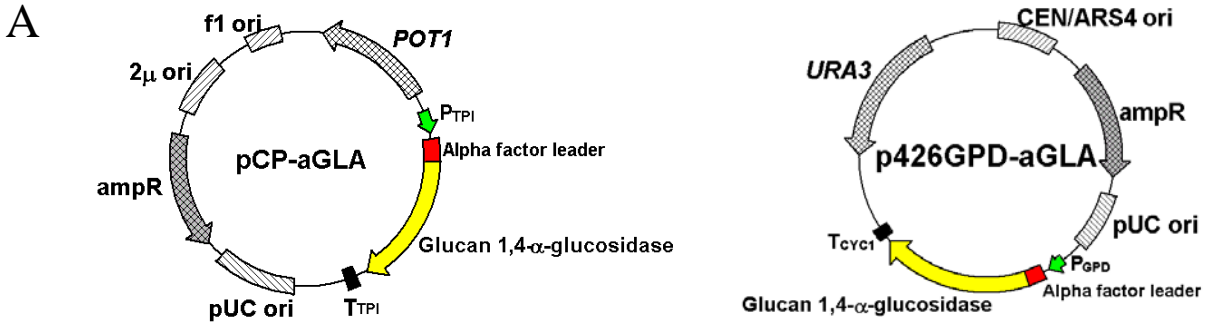 A
f1 ori
POT1
2μ ori
PTPI
Alpha factor leader
pCP-aGLA
ampR
Glucan 1,4-α-glucosidase
pUC ori
TTPI
CEN/ARS4 ori
URA3
ampR
p426GPD-aGLA
pUC ori
TCYC1
PGPD
Alpha factor leader
Glucan 1,4-α-glucosidase